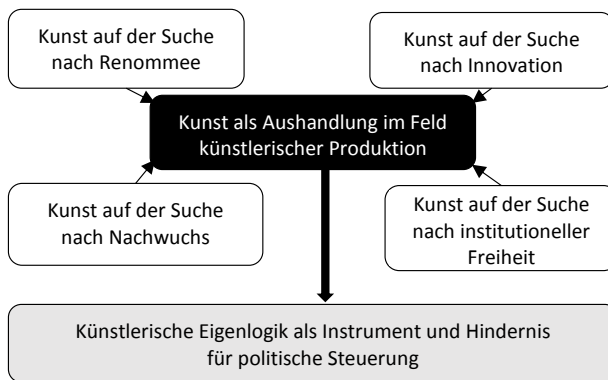 Kunst auf der Suche
nach Renommee
Kunst auf der Suche
nach Innovation
Kunst als Aushandlung im Feld
künstlerischer Produktion
Kunst auf der Suche
nach Nachwuchs
Kunst auf der Suche
nach institutioneller
Freiheit
Künstlerische Eigenlogik als Instrument und Hindernis
für politische Steuerung